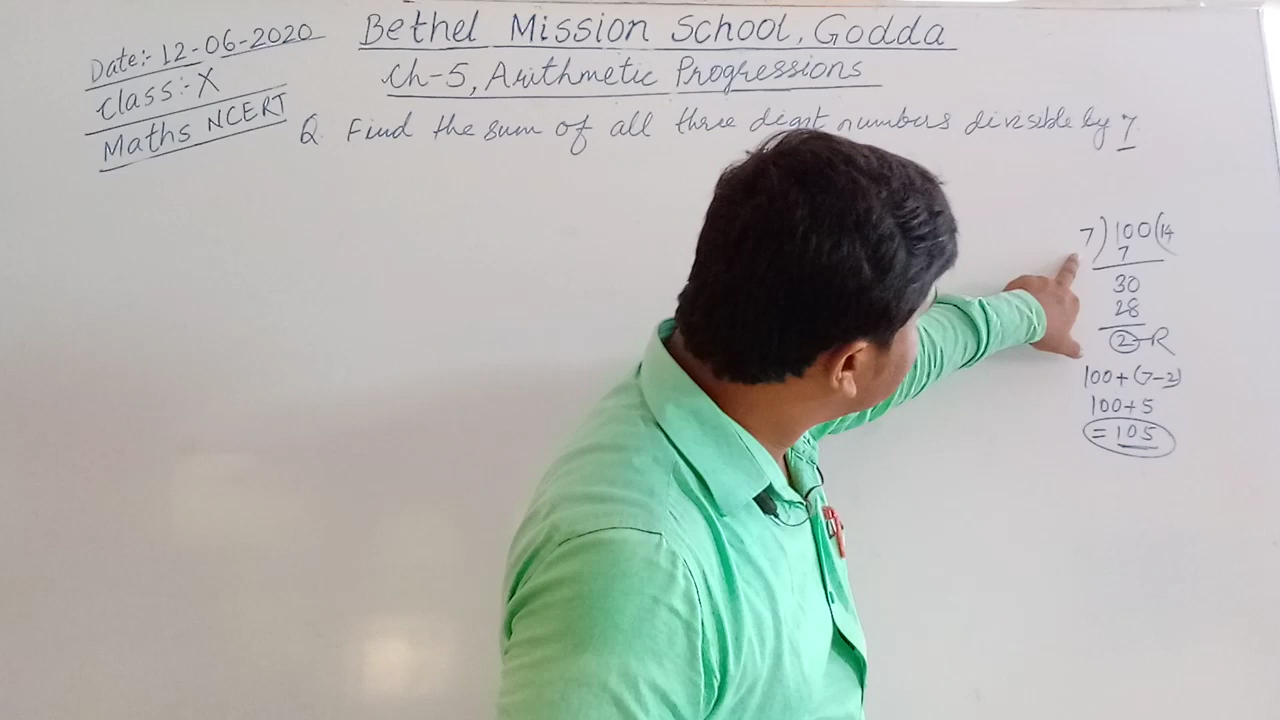 Date:- 12-06-2020
Class:- X
Maths NCERT
Bethel Mission School, Godda
Ch-5, Arithmetic Progressions
Q. Find the sum of all three digit numbers divisible by 7.
7) 100 (14
7
30
28
2-R
100+(7-2)
100+5
=105